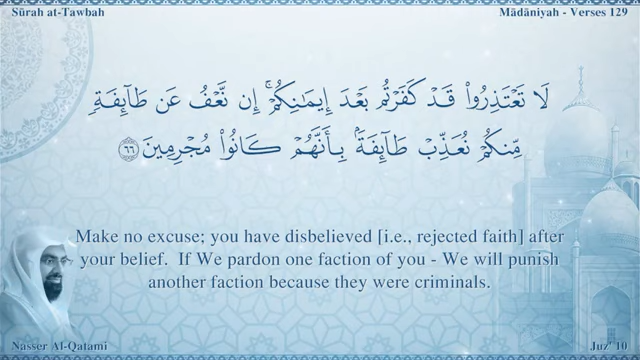 Sūrah at-Tawbah
Mādāniyah - Verses 129
لَا تَعْتَذِرُوا۟ قَدْ كَفَرْتُم بَعْدَ إِيمَـٰنِكُمْ ۚ إِن نَّعْفُ عَن طَآئِفَةٍ
مِّنكُمْ نُعَذِّبْ طَآئِفَةًۢ بِأَنَّهُمْ كَانُوا۟ مُجْرِمِينَ ٦٦
Make no excuse; you have disbelieved [i.e., rejected faith] after
your belief. If We pardon one faction of you - We will punish
another faction because they were criminals.
Nasser Al-Qatami
Juz' 10